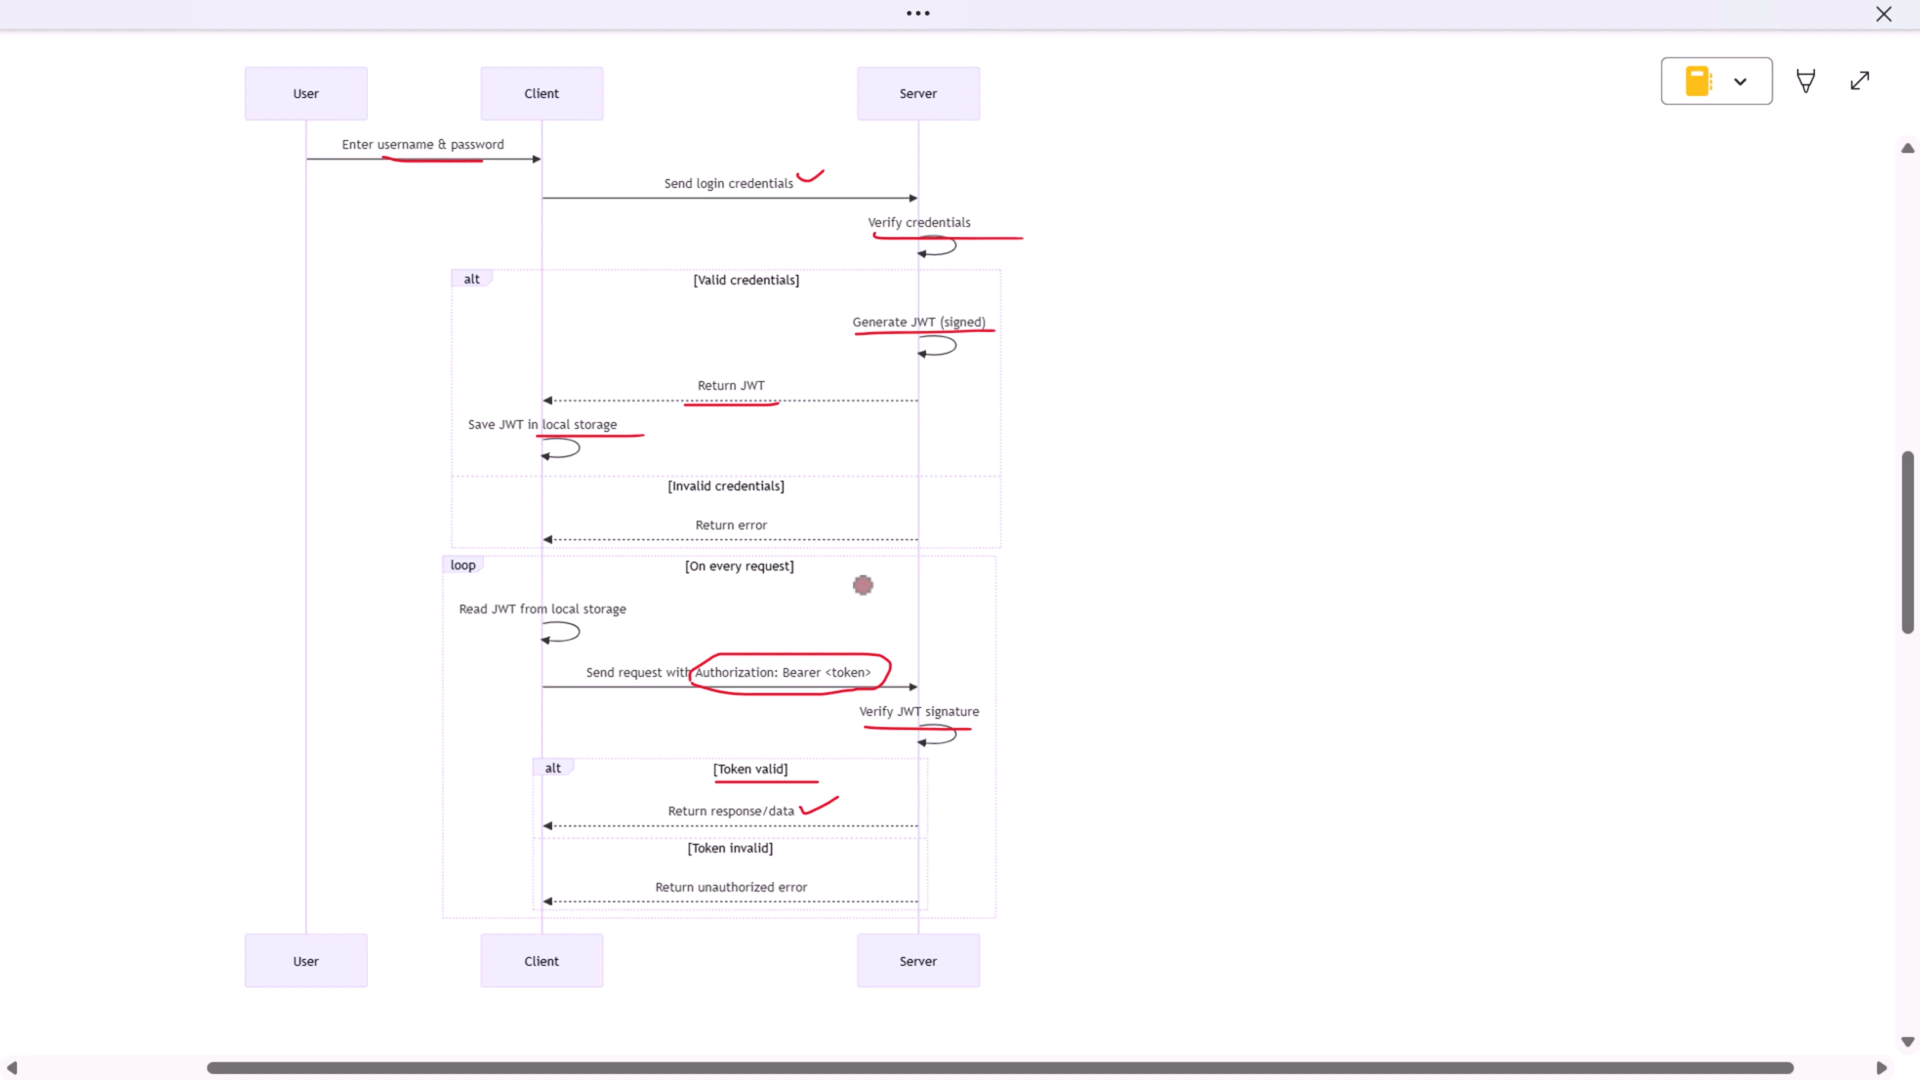 User
Client
Server
Enter username & password
Send login credentials
Verify credentials
alt
[Valid credentials]
Generate JWT (signed)
Return JWT
Save JWT in local storage
[Invalid credentials]
Return error
loop
[On every request]
Read JWT from local storage
Send request with Authorization: Bearer <token>
Verify JWT signature
alt
[Token valid]
Return response/data
[Token invalid]
Return unauthorized error
User
Client
Server